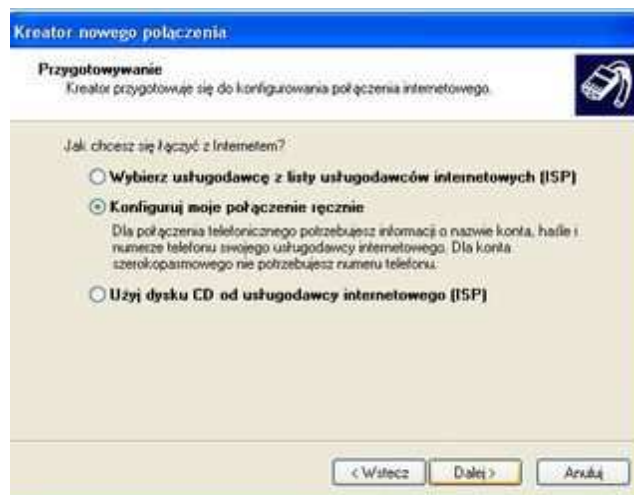 Kreator nowego połączenia
Przygotowywanie
Kreator przygotowuje się do konfigurowania połączenia internetowego.
Jak chcesz się łączyć z Internetem?
Wybierz usługodawcę z listy usługodawców internetowych (ISP)
Konfiguruj moje połączenie ręcznie
Dla połączenia telefonicznego potrzebujesz informacji o nazwie konta, haśle i
numerze telefonu swojego usługodawcy internetowego. Dla konta
szerokopasmowego nie potrzebujesz numeru telefonu.
Użyj dysku CD od usługodawcy internetowego (ISP)
< Wstecz
Dalej >
Anuluj